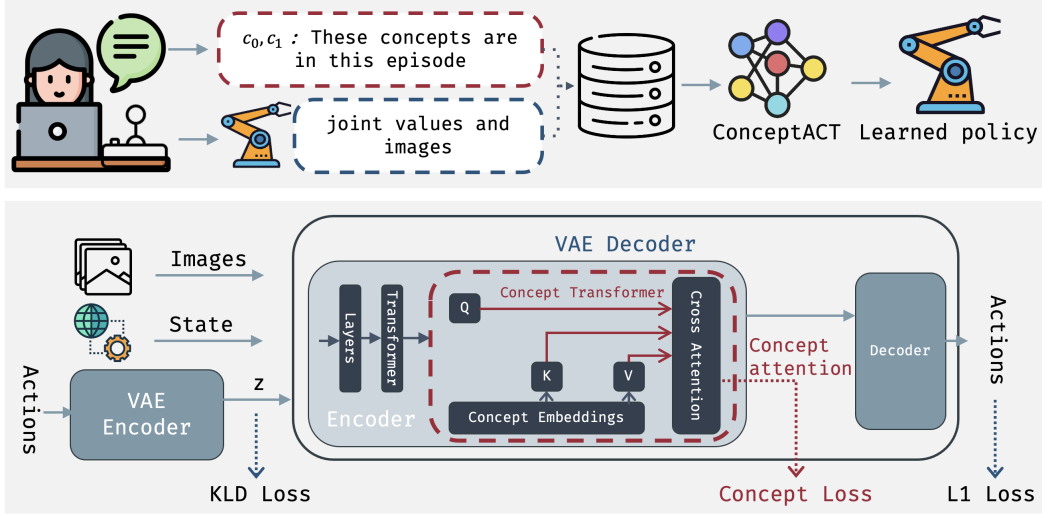 c0,c1 : These concepts are
in this episode
joint values and
images
ConceptACT
Learned policy
VAE Decoder
Images
State
Actions
VAE
Encoder
z
KLD Loss
Layers
Transformer
Encoder
Q
Concept Transformer
K
V
Concept Embeddings
Cross Attention
Concept
attention
Concept Loss
Decoder
Actions
L1 Loss